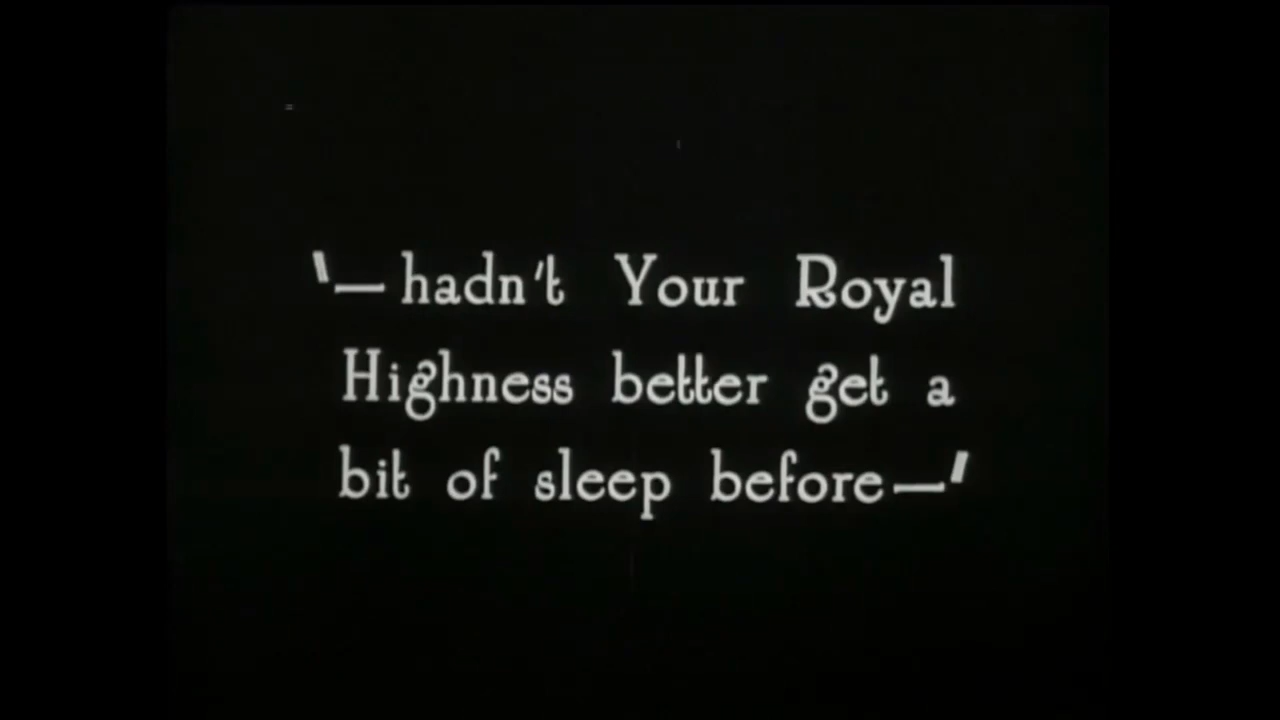 '— hadn't Your Royal
Highness better get a
bit of sleep before —'